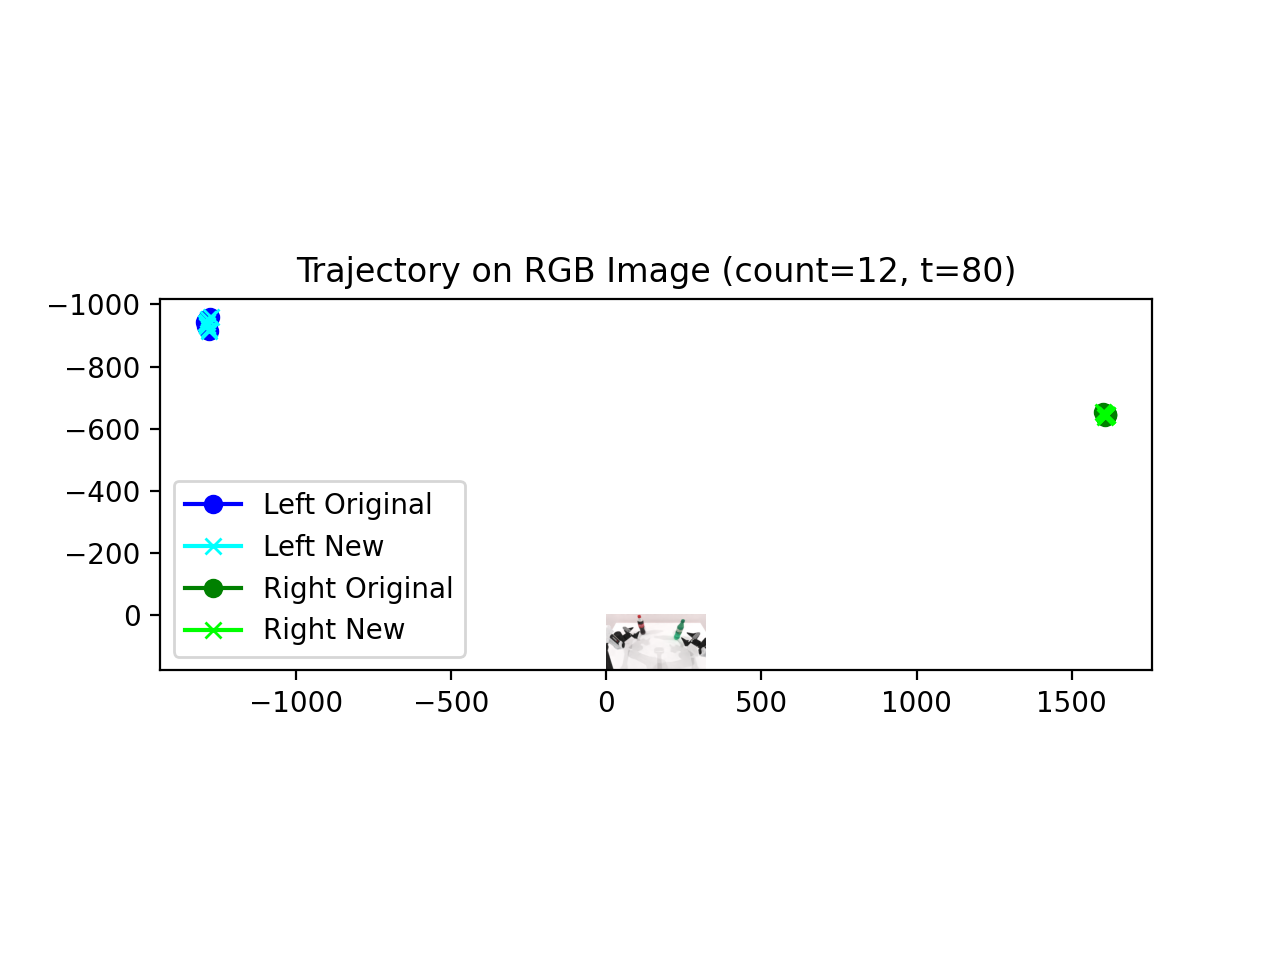 Trajectory on RGB Image (count=12, t=80)
−1000
−800
−600
−400
−200
0
Left Original
Left New
Right Original
Right New
−1000 −500 0 500 1000 1500